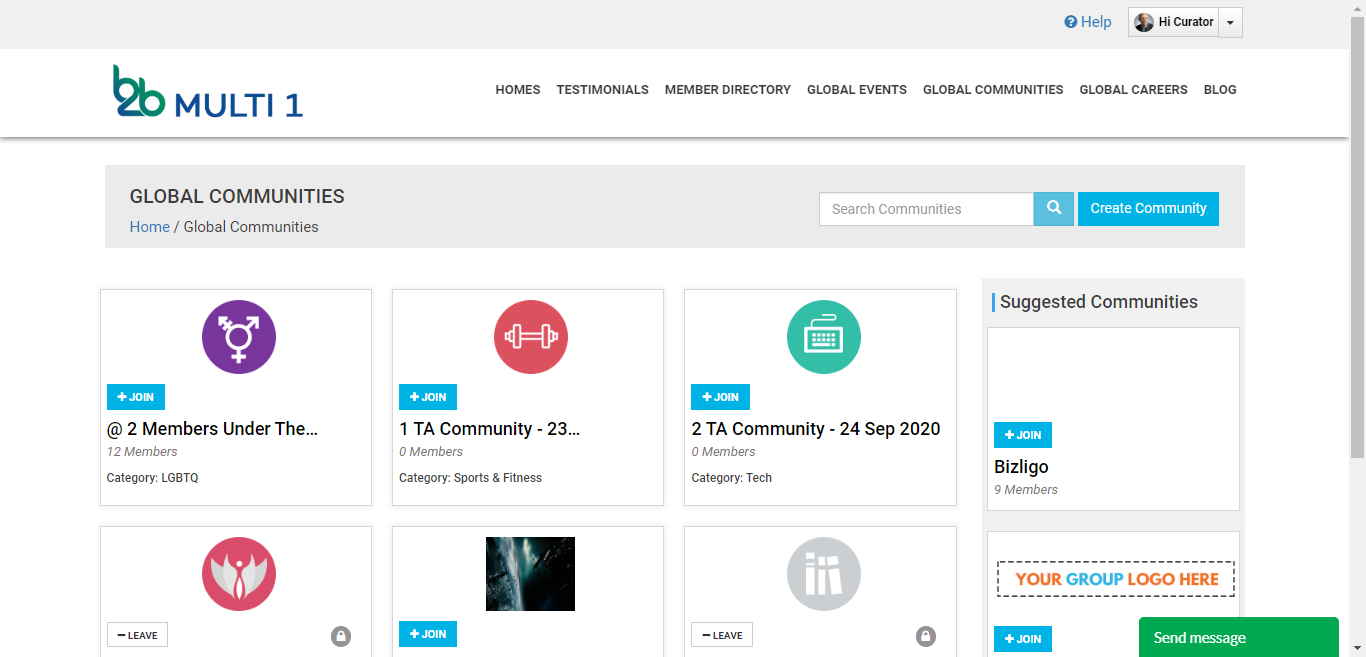 Help
Hi Curator
b2b MULTI 1
HOMES TESTIMONIALS MEMBER DIRECTORY GLOBAL EVENTS GLOBAL COMMUNITIES GLOBAL CAREERS BLOG
GLOBAL COMMUNITIES
Home / Global Communities
Search Communities
Create Community
JOIN
@ 2 Members Under The...
12 Members
Category: LGBTQ
JOIN
1 TA Community - 23...
0 Members
Category: Sports & Fitness
JOIN
2 TA Community - 24 Sep 2020
0 Members
Category: Tech
LEAVE
JOIN
LEAVE
Suggested Communities
JOIN
Bizligo
9 Members
YOUR GROUP LOGO HERE
JOIN
Send message